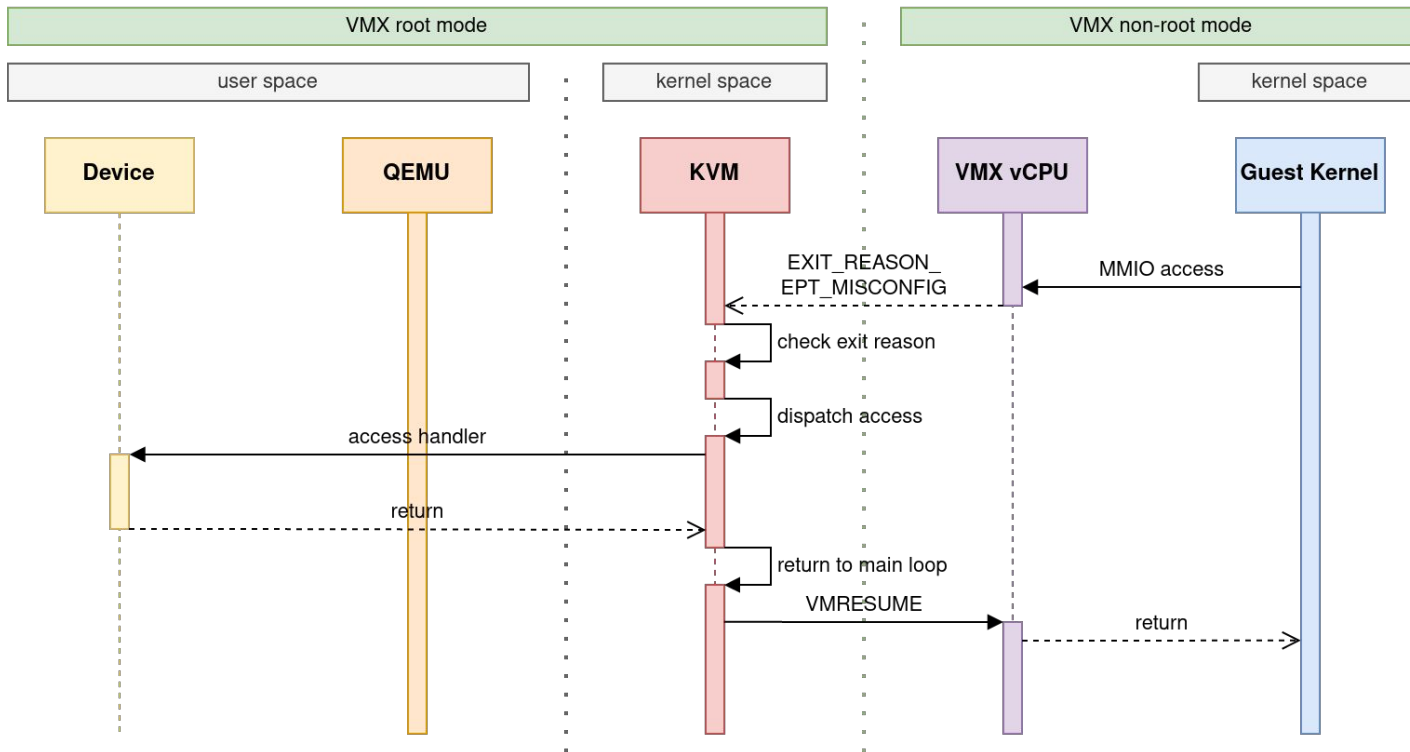 VMX root mode
VMX non-root mode
user space
kernel space
kernel space
Device
QEMU
KVM
VMX vCPU
Guest Kernel
EXIT_REASON_
EPT_MISCONFIG
MMIO access
check exit reason
dispatch access
access handler
return
return to main loop
VMRESUME
return